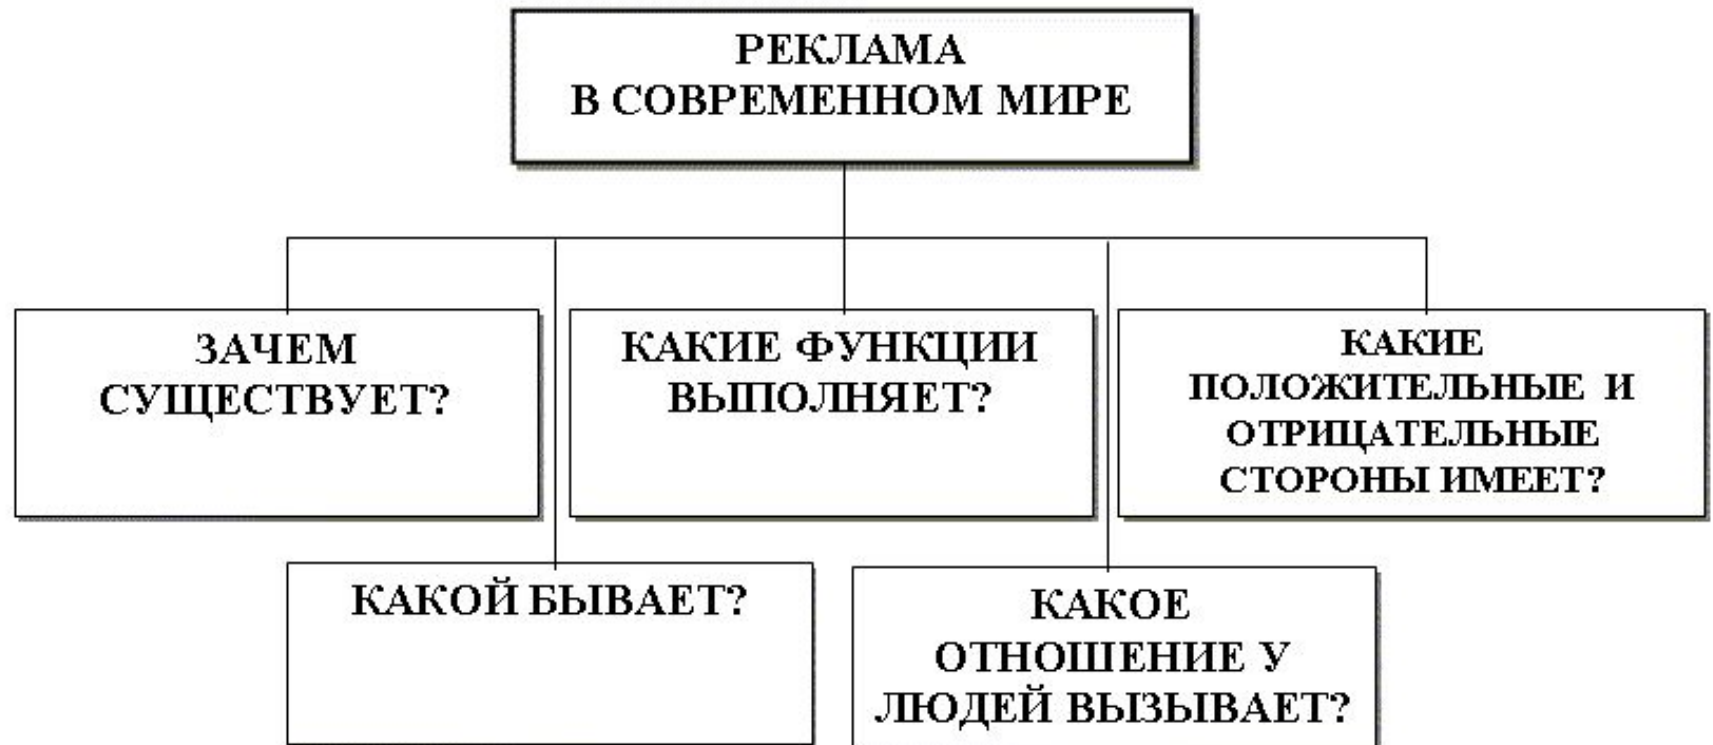 РЕКЛАМА
В СОВРЕМЕННОМ МИРЕ
ЗАЧЕМ
СУЩЕСТВУЕТ?
КАКИЕ ФУНКЦИИ
ВЫПОЛНЯЕТ?
КАКИЕ
ПОЛОЖИТЕЛЬНЫЕ И
ОТРИЦАТЕЛЬНЫЕ
СТОРОНЫ ИМЕЕТ?
КАКОЙ БЫВАЕТ?
КАКОЕ
ОТНОШЕНИЕ У
ЛЮДЕЙ ВЫЗЫВАЕТ?